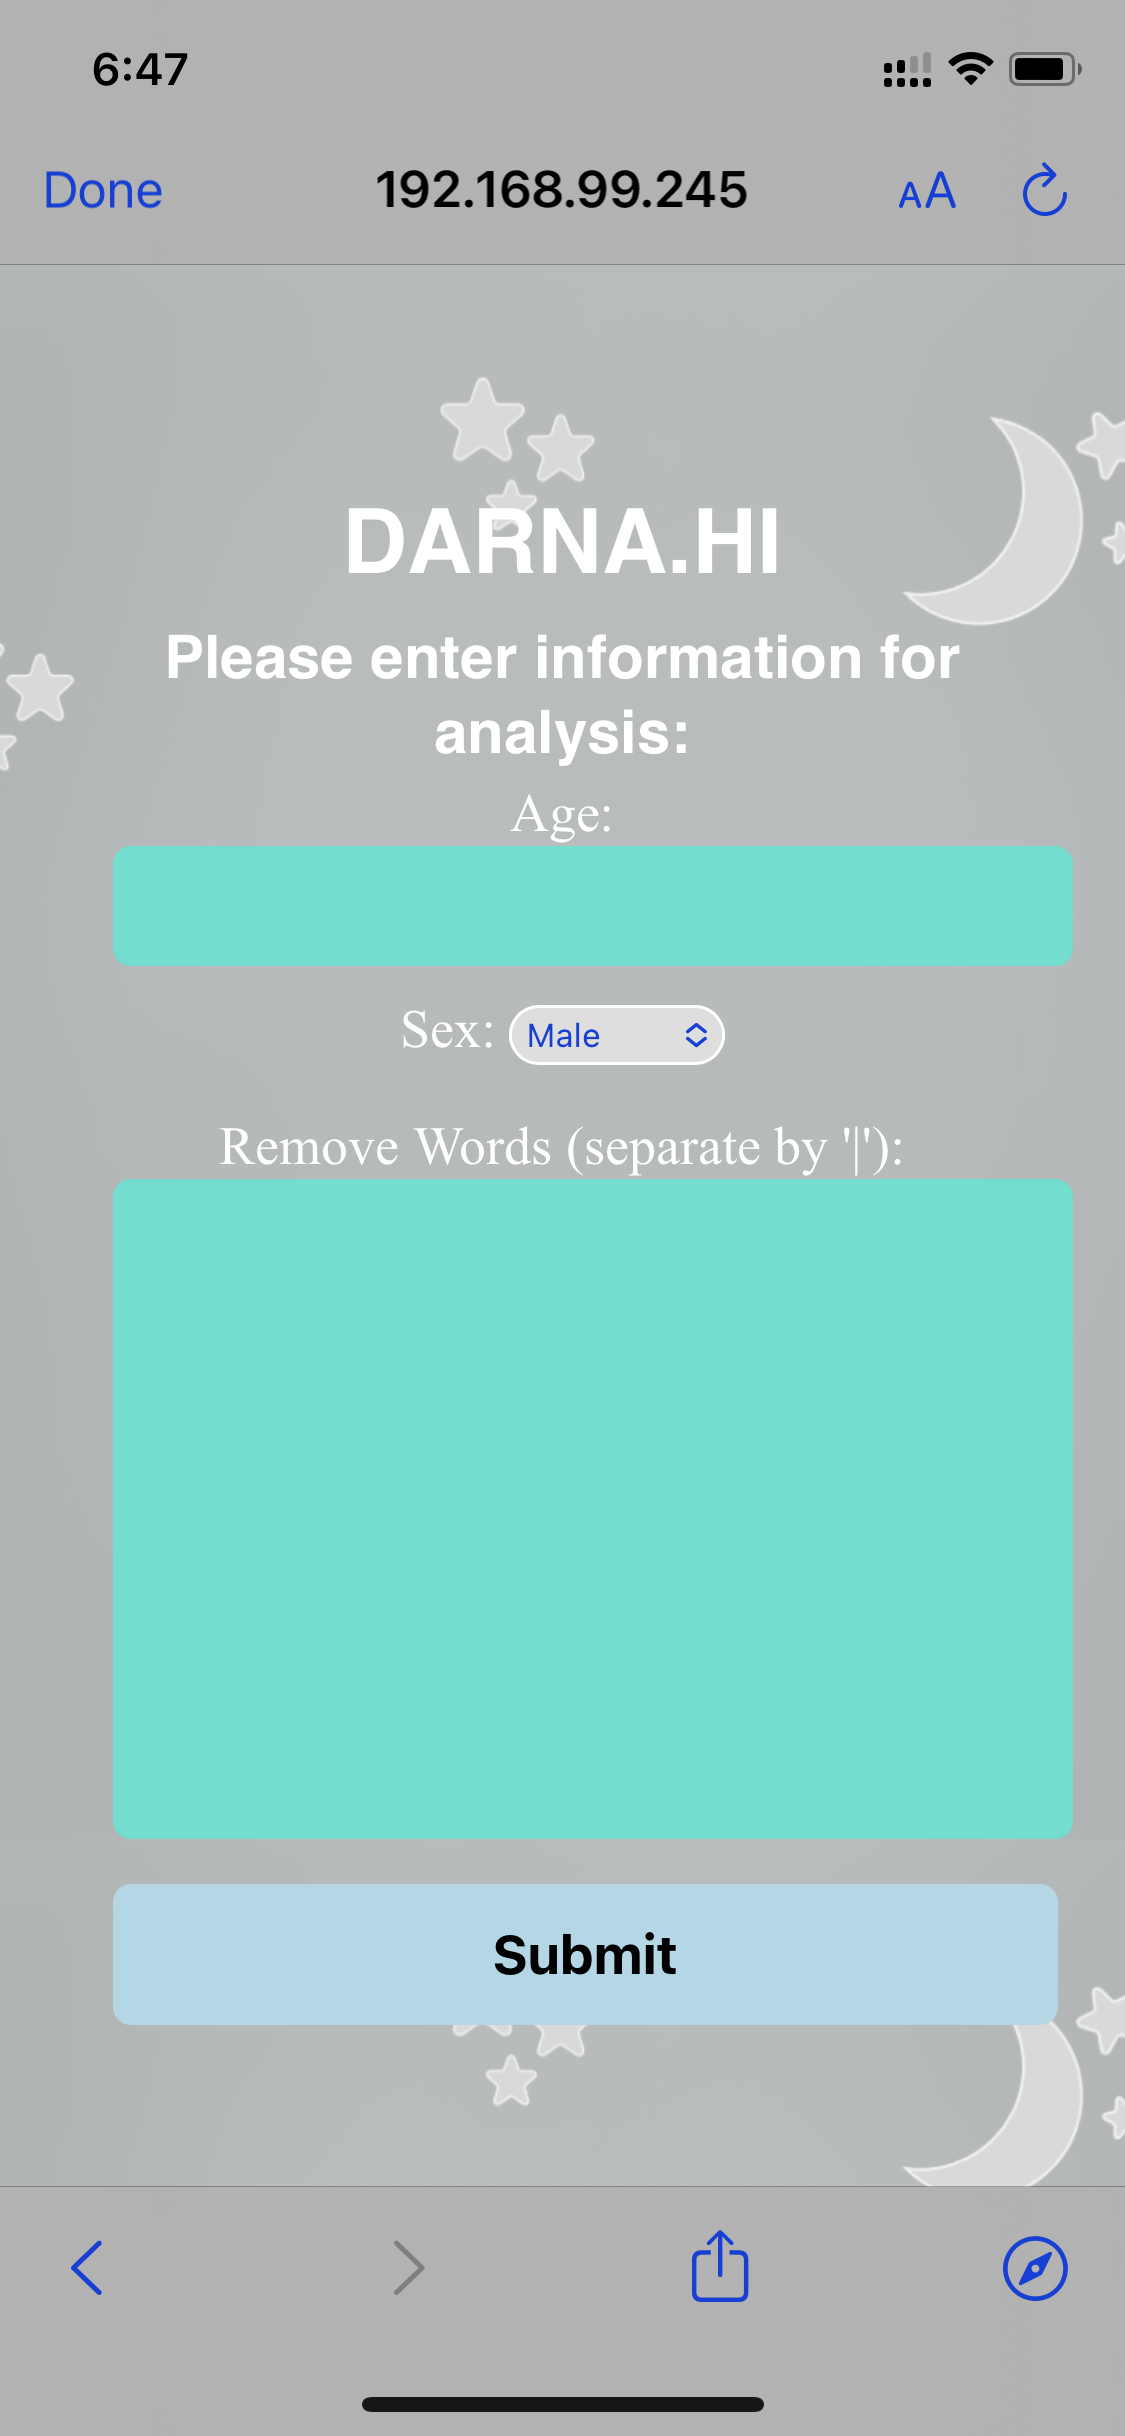 6:47
Done 192.168.99.245 AA
DARNA.HI
Please enter information for
analysis:
Age:
Sex: Male
Remove Words (separate by '|'):
Submit